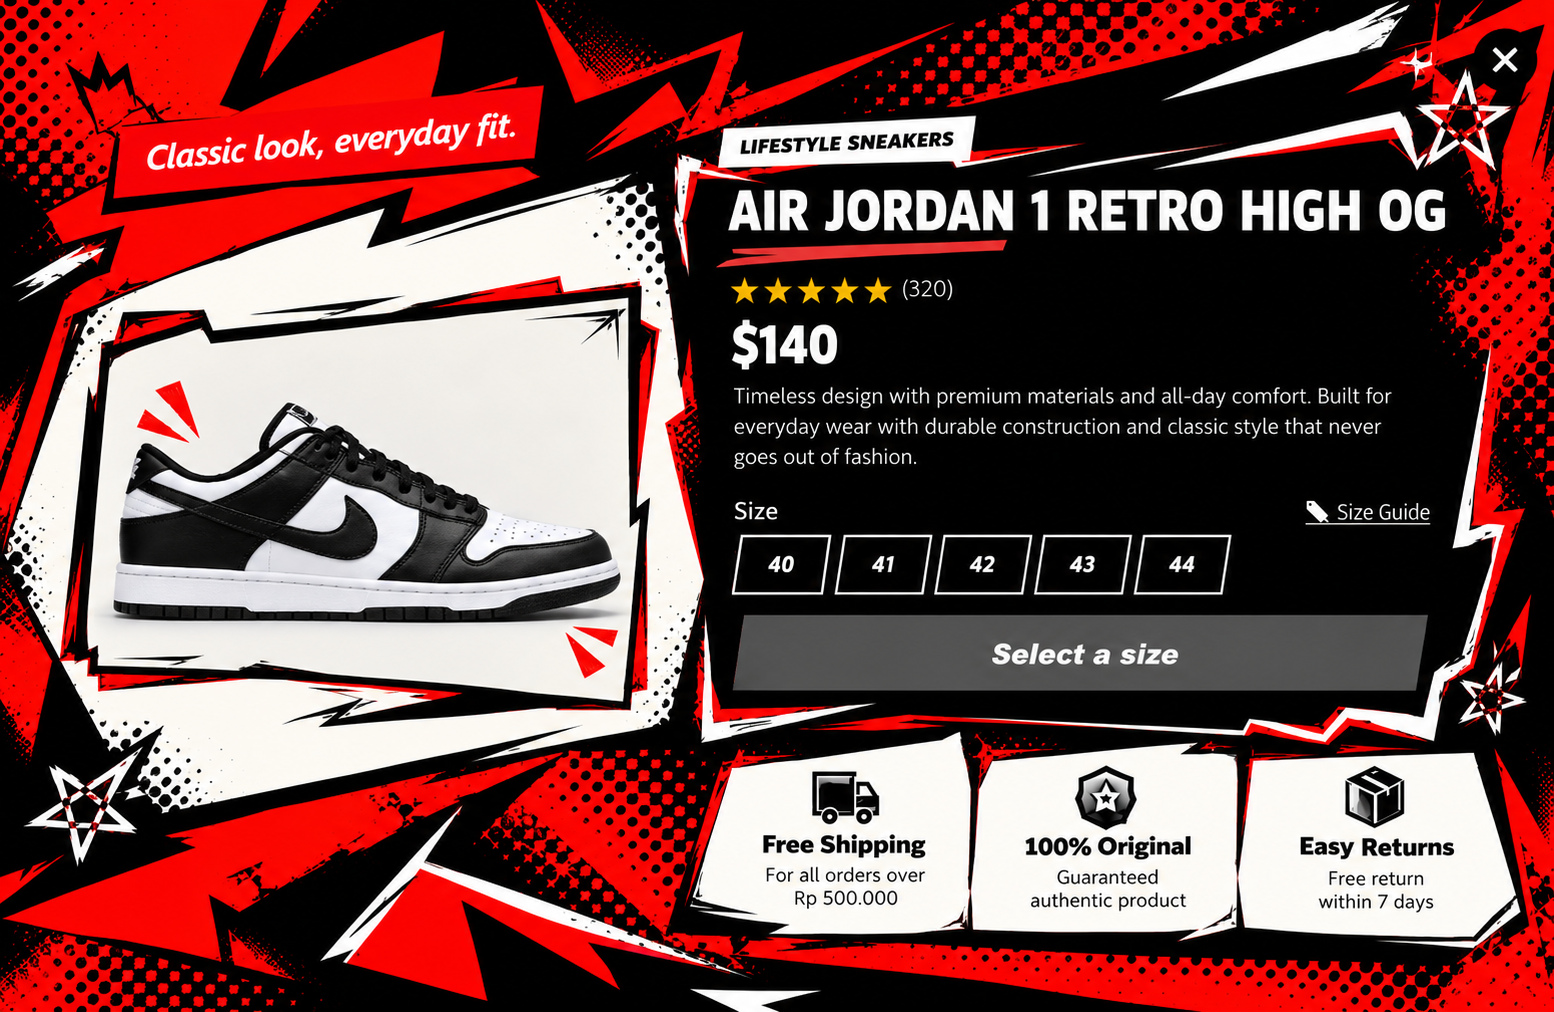 Classic look, everyday fit.
LIFESTYLE SNEAKERS
AIR JORDAN 1 RETRO HIGH OG
(320)
$140
Timeless design with premium materials and all-day comfort. Built for
everyday wear with durable construction and classic style that never
goes out of fashion.
Size
Size Guide
40 41 42 43 44
Select a size
Free Shipping
For all orders over
Rp 500.000
100% Original
Guaranteed
authentic product
Easy Returns
Free return
within 7 days